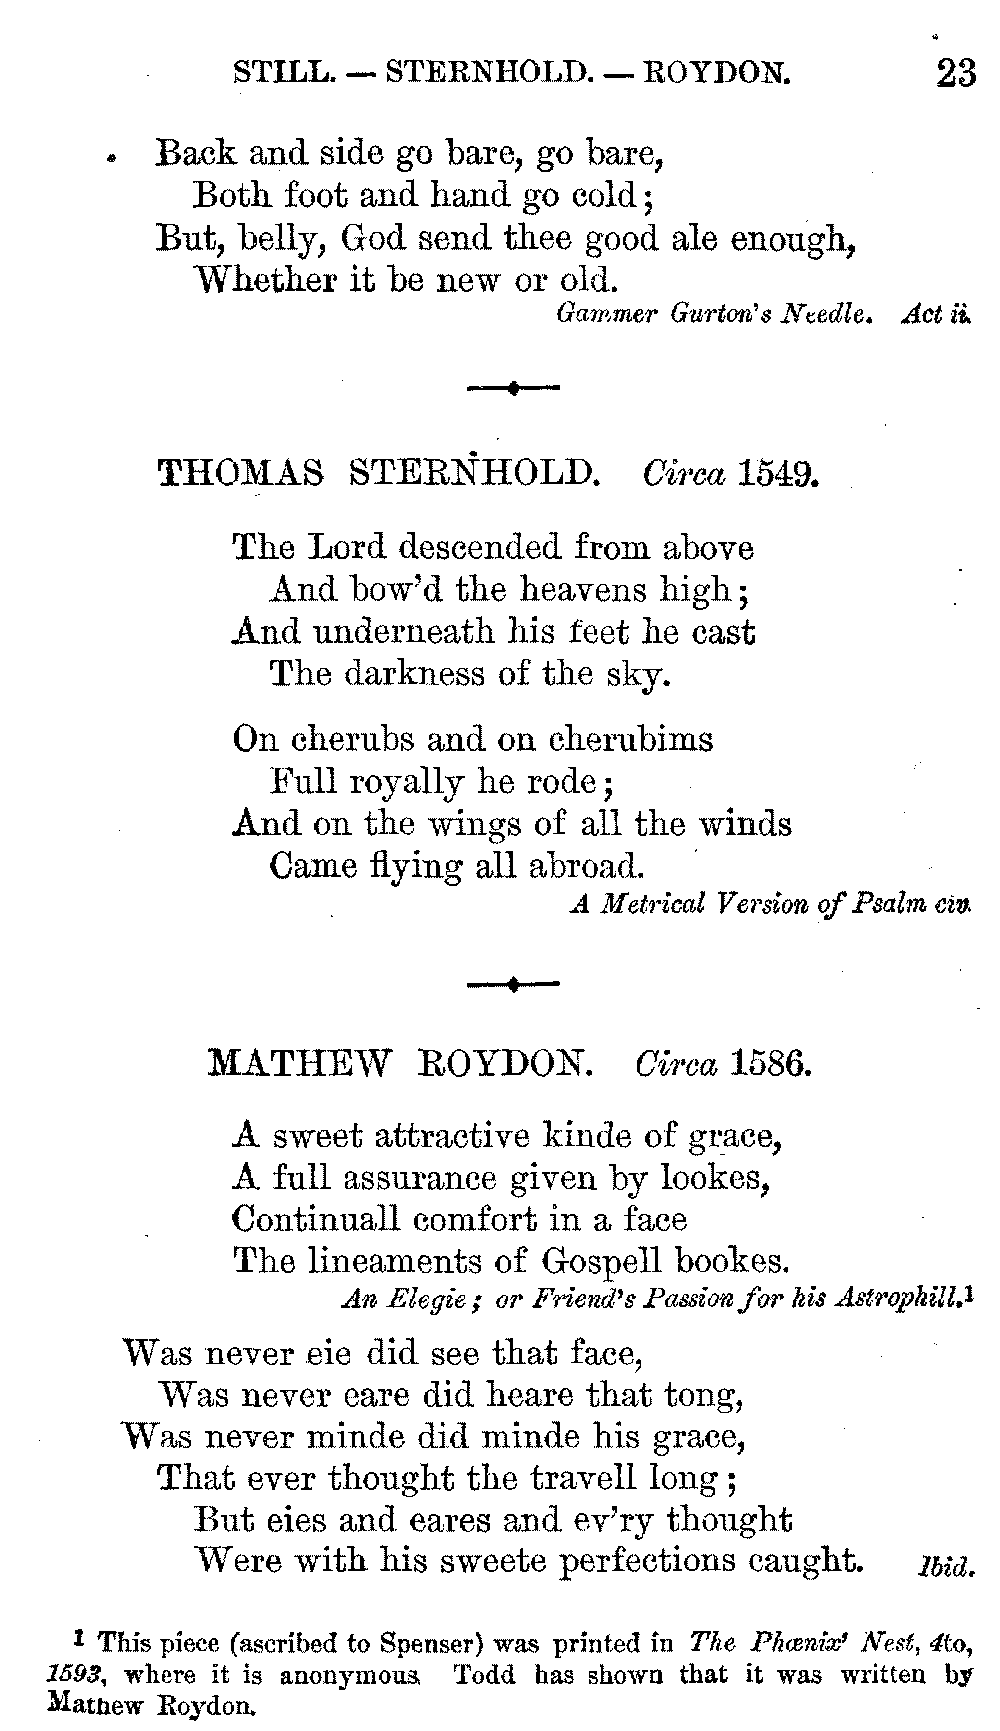 STILL. — STERNHOLD. — ROYDON. 23
Back and side go bare, go bare,
Both foot and hand go cold;
But, belly, God send thee good ale enough,
Whether it be new or old.
Gammer Gurton's Needle. Act ii.
THOMAS STERNHOLD. Circa 1549.
The Lord descended from above
And bow'd the heavens high;
And underneath his feet he cast
The darkness of the sky.
On cherubs and on cherubims
Full royally he rode;
And on the wings of all the winds
Came flying all abroad.
A Metrical Version of Psalm civ.
MATHEW ROYDON. Circa 1586.
A sweet attractive kinde of grace,
A full assurance given by lookes,
Continuall comfort in a face
The lineaments of Gospell bookes.
An Elegie; or Friend's Passion for his Astrophill.¹
Was never eie did see that face,
Was never eare did heare that tong,
Was never minde did minde his grace,
That ever thought the travell long;
But eies and eares and ev'ry thought
Were with his sweete perfections caught. Ibid.
1 This piece (ascribed to Spenser) was printed in The Phœnix' Nest, 4to,
1593, where it is anonymous. Todd has shown that it was written by
Mathew Roydon.